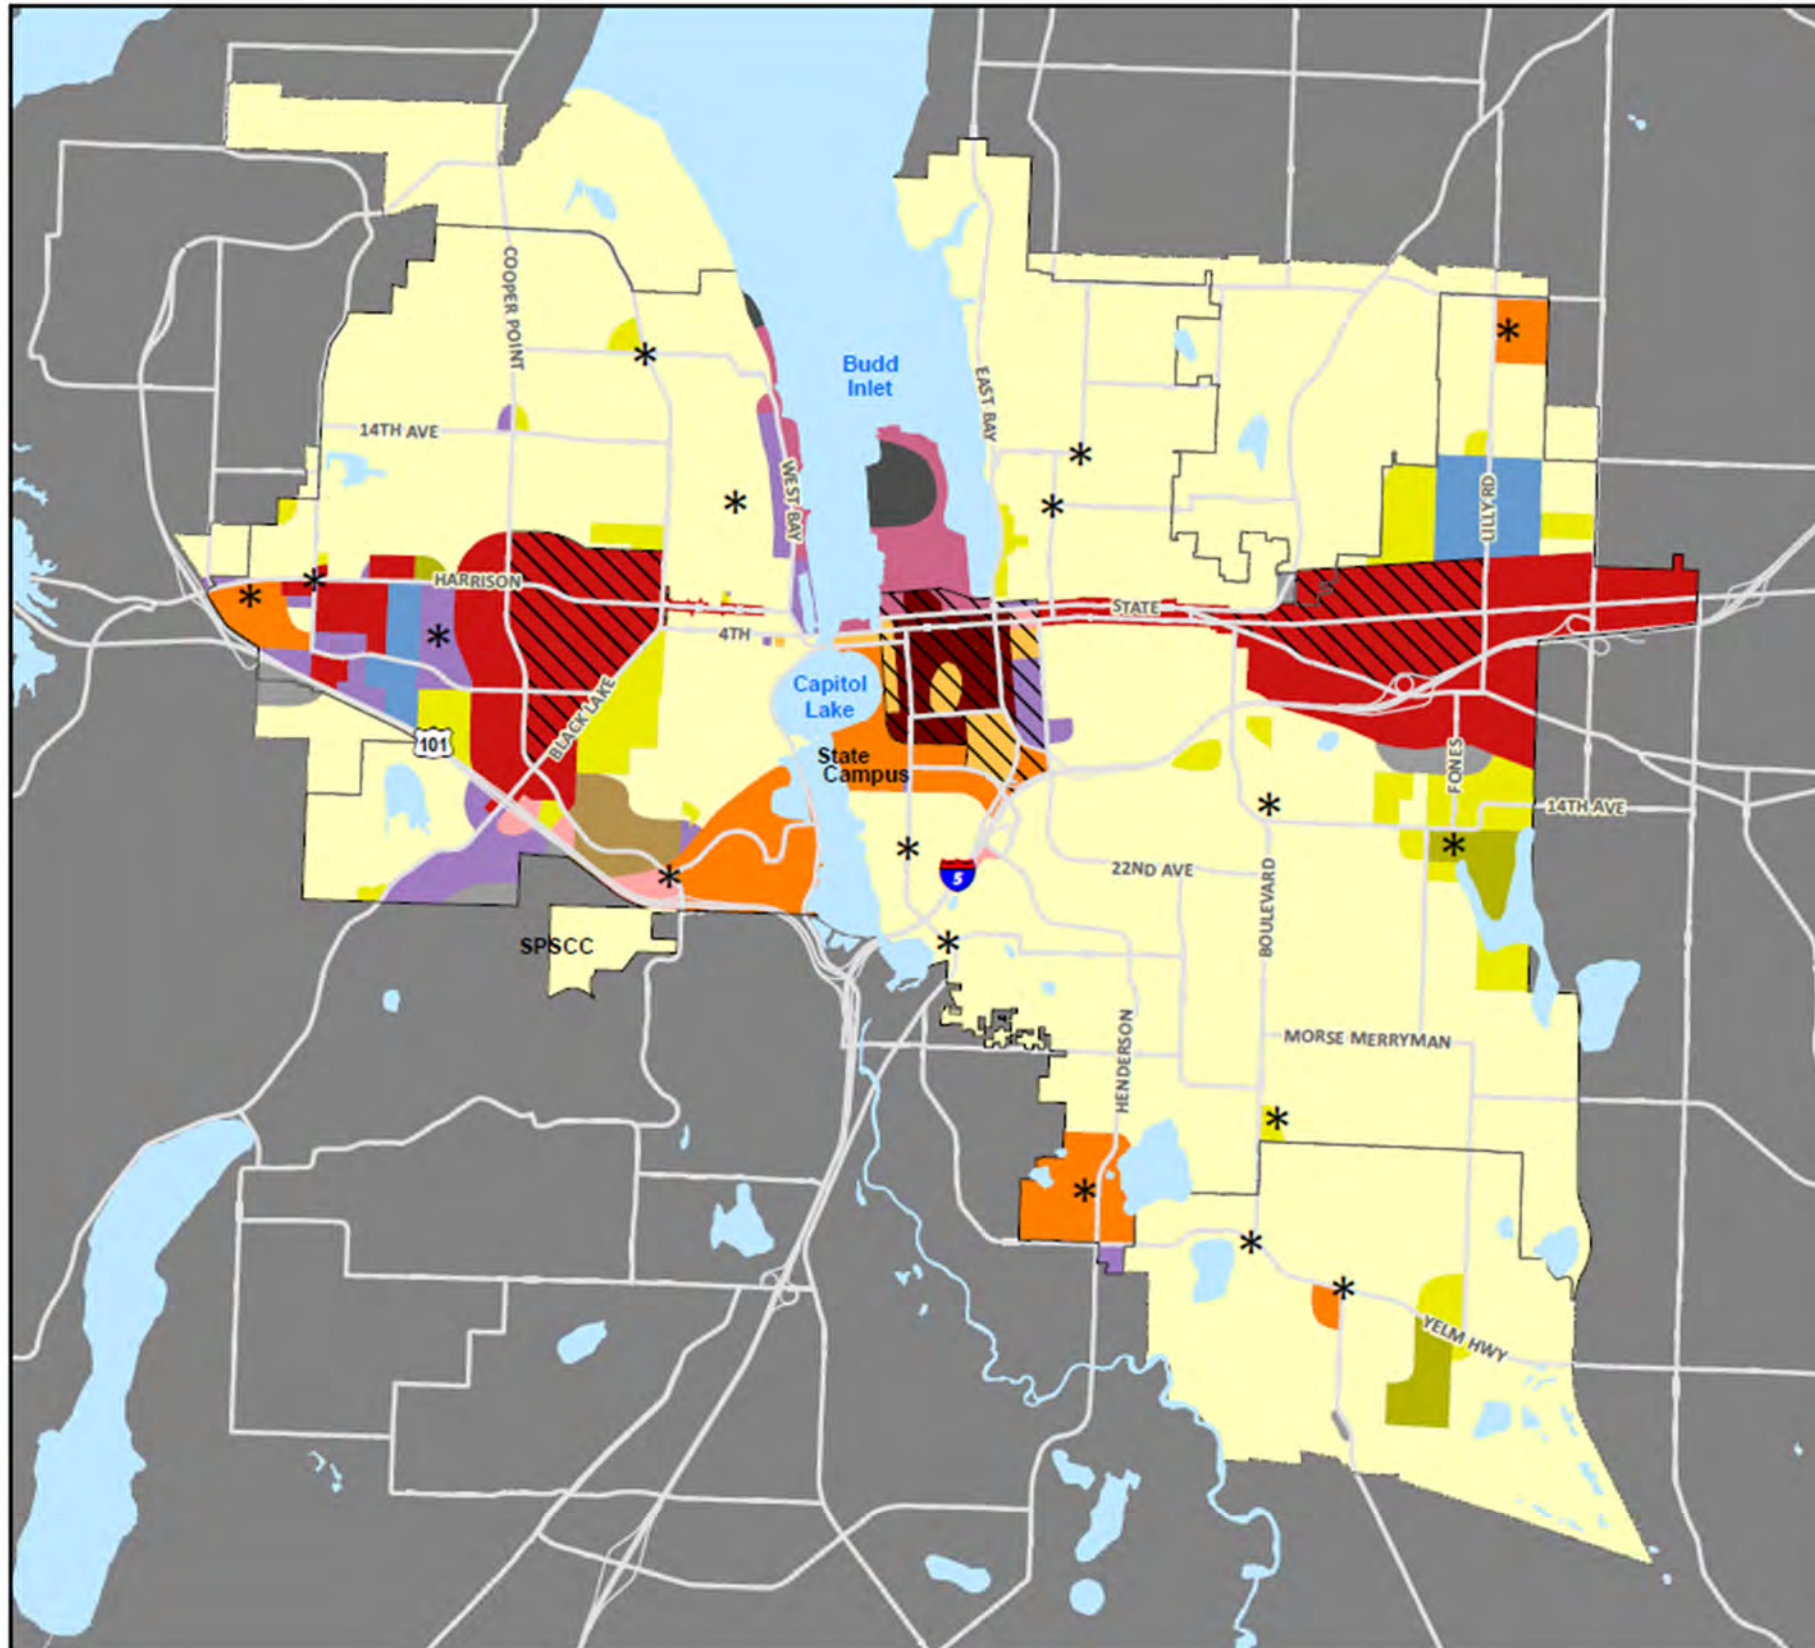 COOPER POINT
Budd
Inlet
EAST BAY
14TH AVE
WEST BAY
LILLY RD
HARRISON
STATE
4TH
Capitol
Lake
BLACK LAKE
101
State
Campus
FONES
14TH AVE
22ND AVE
5
BOULEVARD
SPSCC
HENDERSON
MORSE MERRYMAN
YELM HWY